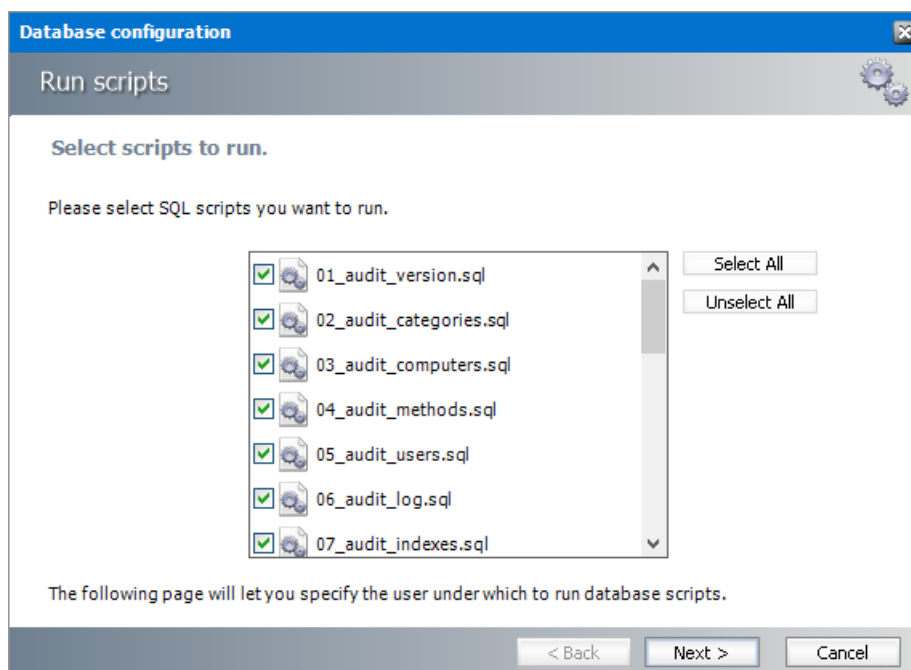 Database configuration
Run scripts
Select scripts to run.
Please select SQL scripts you want to run.
01_audit_version.sql
Select All
02_audit_categories.sql
Unselect All
03_audit_computers.sql
04_audit_methods.sql
05_audit_users.sql
06_audit_log.sql
07_audit_indexes.sql
The following page will let you specify the user under which to run database scripts.
< Back
Next >
Cancel